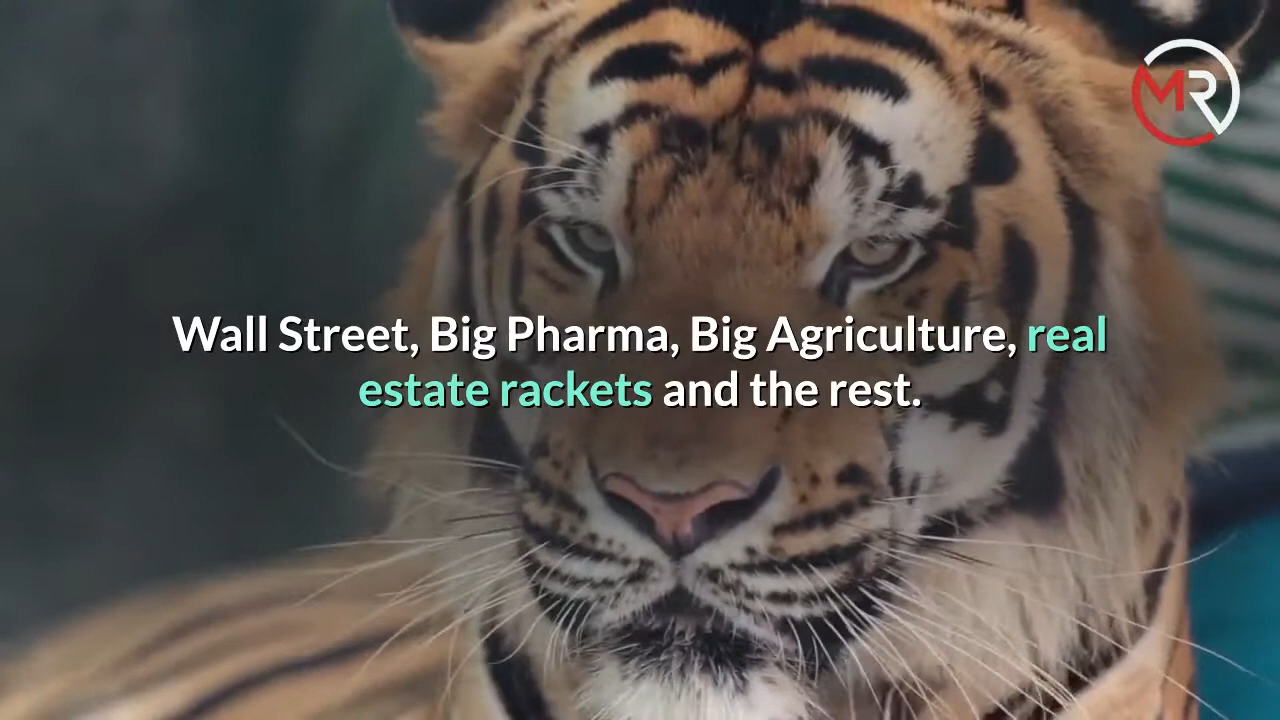 MR
Wall Street, Big Pharma, Big Agriculture, real
estate rackets and the rest.